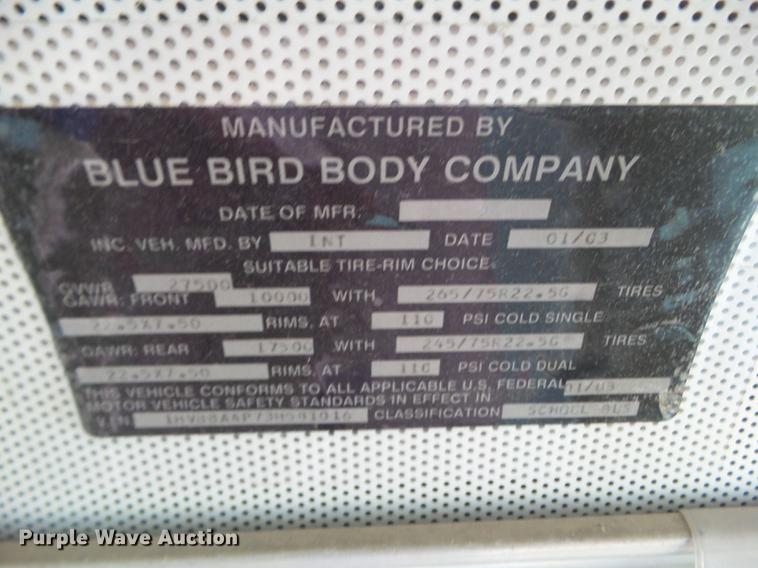 MANUFACTURED BY
BLUE BIRD BODY COMPANY
DATE OF MFR:
INC. VEH. MFD. BY INT DATE 01/03
SUITABLE TIRE-RIM CHOICE
GVWR 27500
GAWR: FRONT 10000 WITH 265/75R22.5G TIRES
22.5X7.50 RIMS, AT 110 PSI COLD SINGLE
GAWR: REAR 17500 WITH 245/75R22.5G TIRES
22.5X7.50 RIMS, AT 110 PSI COLD DUAL
THIS VEHICLE CONFORMS TO ALL APPLICABLE U.S. FEDERAL 01/03
MOTOR VEHICLE SAFETY STANDARDS IN EFFECT IN
VIN CLASSIFICATION SCHOOL BUS
Purple Wave Auction